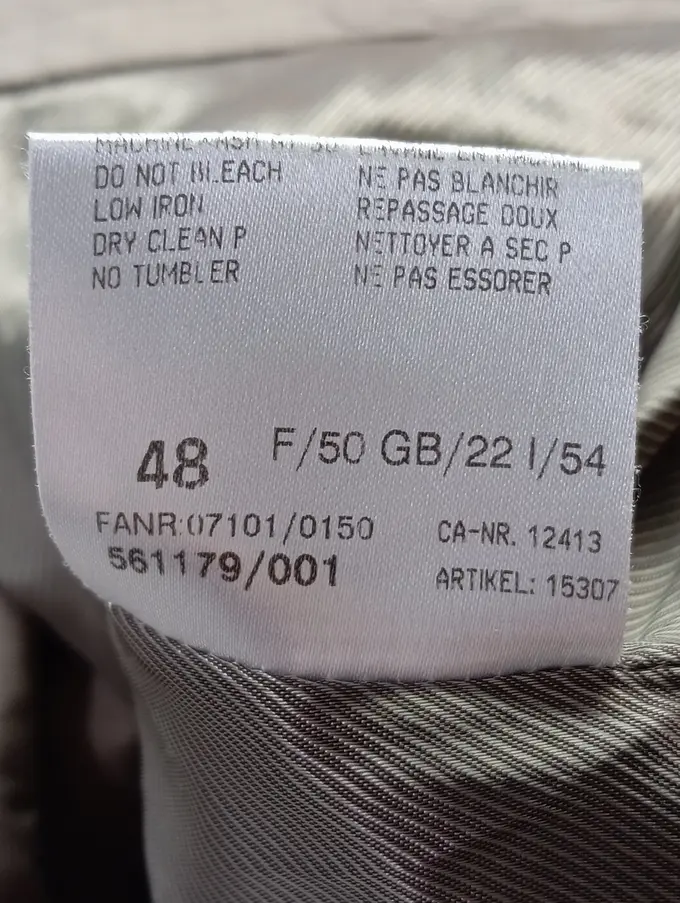 DO NOT BLEACH NE PAS BLANCHIR
LOW IRON REPASSAGE DOUX
DRY CLEAN P NETTOYER A SEC P
NO TUMBLER NE PAS ESSORER
48 F/50 GB/22 I/54
FANR:07101/0150 CA-NR. 12413
561179/001 ARTIKEL: 15307